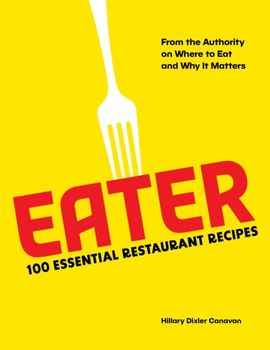 From the Authority
on Where to Eat
and Why It Matters
EATER
100 ESSENTIAL RESTAURANT RECIPES
Hillary Dixler Canavan